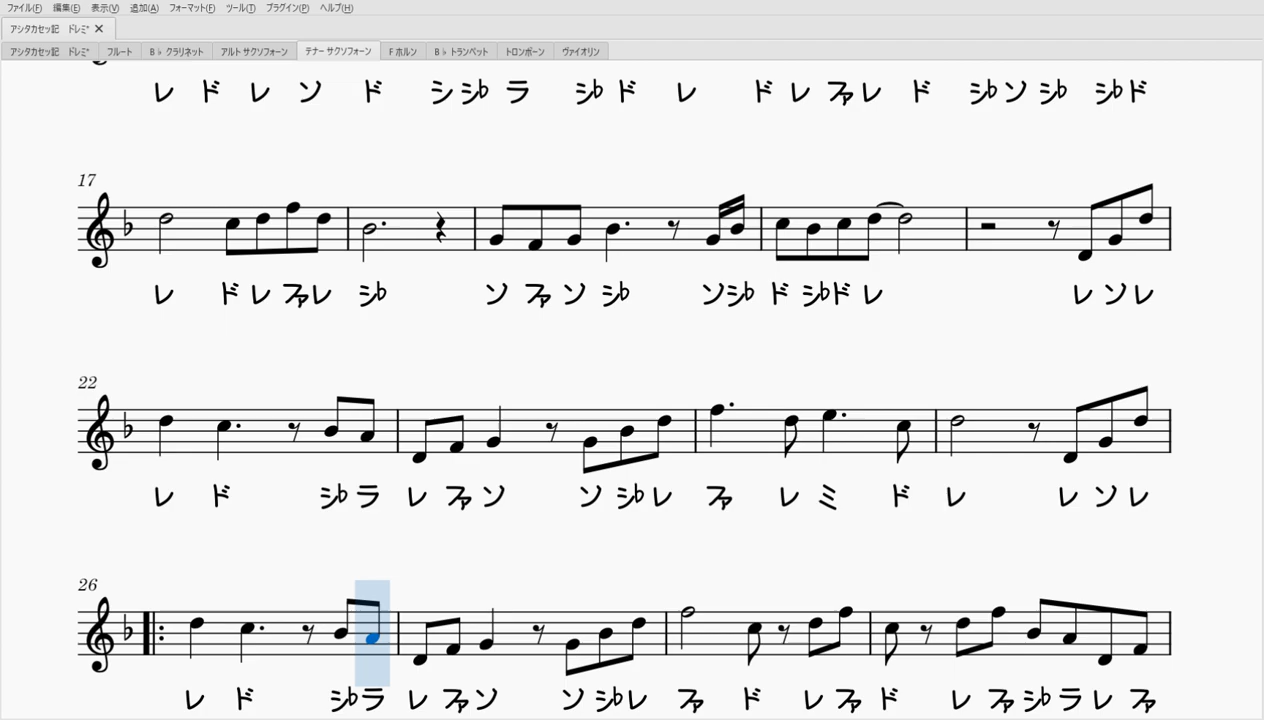 ファイル(F) 編集(E) 表示(V) 追加(A) フォーマット(F) ツール(T) プラグイン(P) ヘルプ(H)
アシタカセッ記 ドレミ* ✕
アシタカセッ記 ドレミ* フルート B♭ クラリネット アルト サクソフォーン テナー サクソフォーン F ホルン B♭ トランペット トロンボーン ヴァイオリン
レ ド レ ソ ド シ シ♭ ラ シ♭ ド レ ド レ ファ レ ド シ♭ ソ シ♭ シ♭ ド
17
レ ド レ ファ レ シ♭ ソ ファ ソ シ♭ ソ シ♭ ド シ♭ ド レ レ ソ レ
22
レ ド シ♭ ラ レ ファ ソ ソ シ♭ レ ファ レ ミ ド レ レ ソ レ
26
レ ド シ♭ ラ レ ファ ソ ソ シ♭ レ ファ ド レ ファ ド レ ファ シ♭ ラ レ ファ